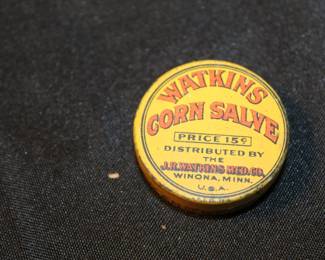 WATKINS
CORN SALVE
PRICE 15¢
DISTRIBUTED BY
THE
J.R.WATKINS MED.CO.
WINONA, MINN.
U.S.A.